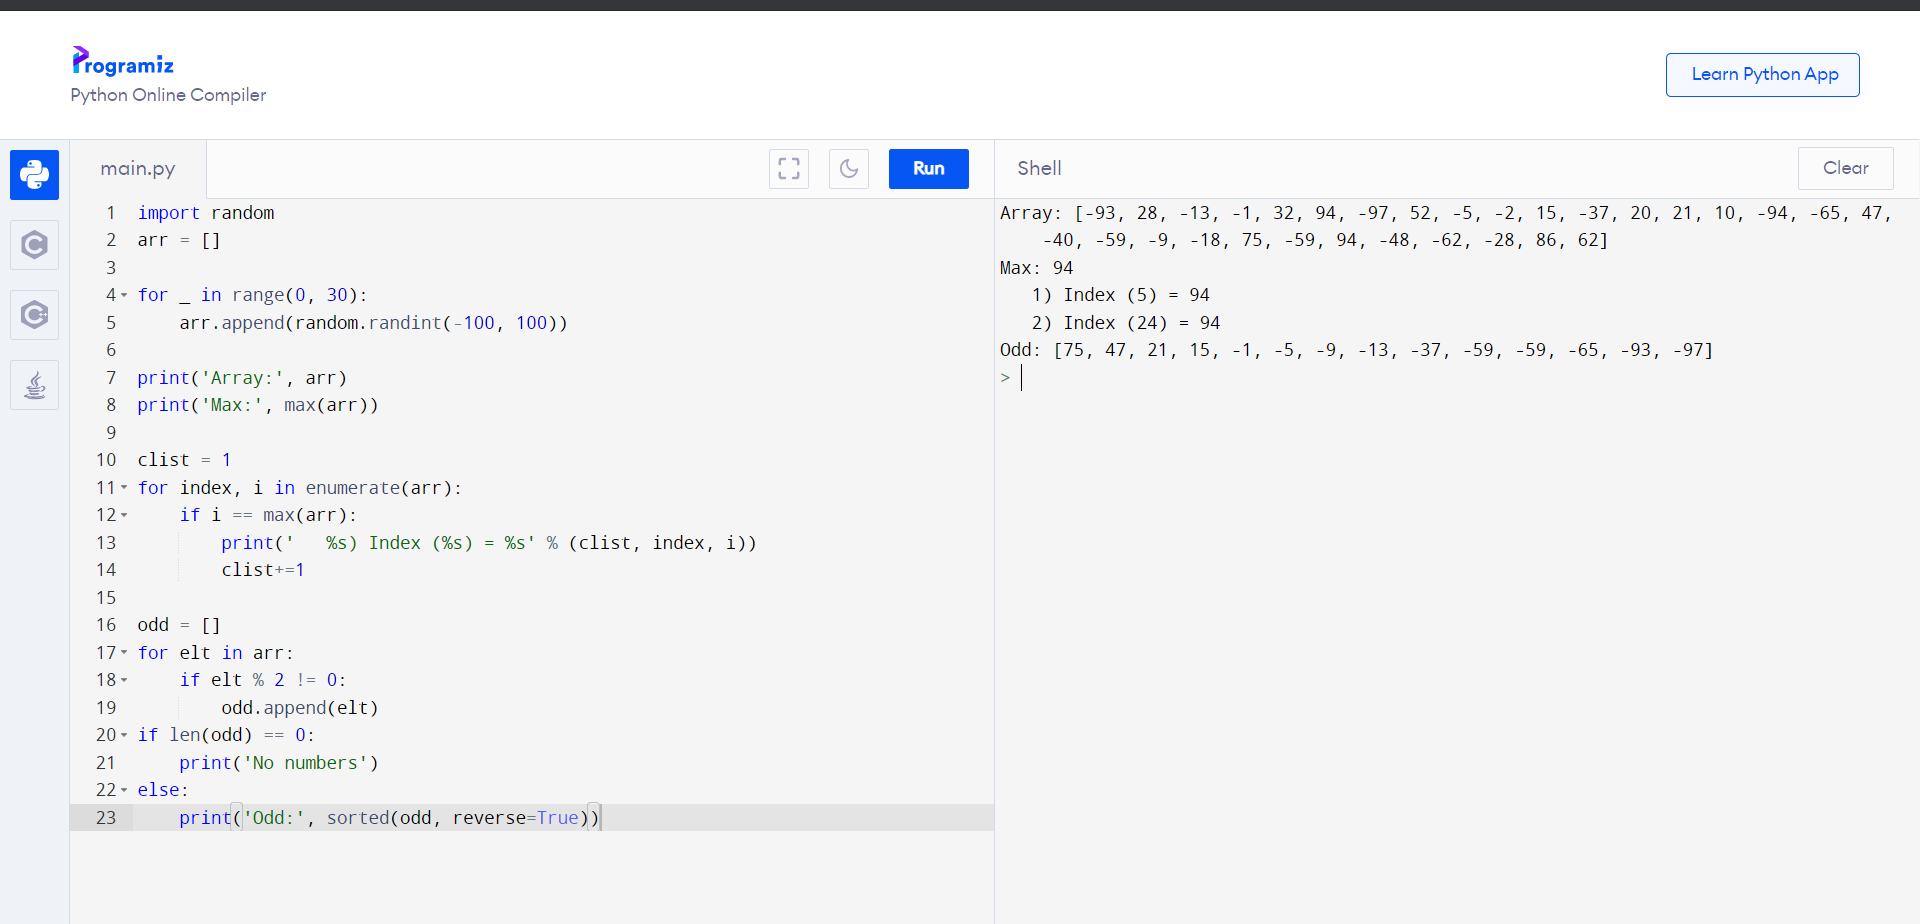 Programiz
Python Online Compiler
Learn Python App
main.py
Run
Shell
Clear
1 import random
2 arr = []
3
4 for _ in range(0, 30):
5     arr.append(random.randint(-100, 100))
6
7 print('Array:', arr)
8 print('Max:', max(arr))
9
10 clist = 1
11 for index, i in enumerate(arr):
12     if i == max(arr):
13         print('   %s) Index (%s) = %s' % (clist, index, i))
14         clist+=1
15
16 odd = []
17 for elt in arr:
18     if elt % 2 != 0:
19         odd.append(elt)
20 if len(odd) == 0:
21     print('No numbers')
22 else:
23     print('Odd:', sorted(odd, reverse=True))
Array: [-93, 28, -13, -1, 32, 94, -97, 52, -5, -2, 15, -37, 20, 21, 10, -94, -65, 47,
    -40, -59, -9, -18, 75, -59, 94, -48, -62, -28, 86, 62]
Max: 94
   1) Index (5) = 94
   2) Index (24) = 94
Odd: [75, 47, 21, 15, -1, -5, -9, -13, -37, -59, -59, -65, -93, -97]
>